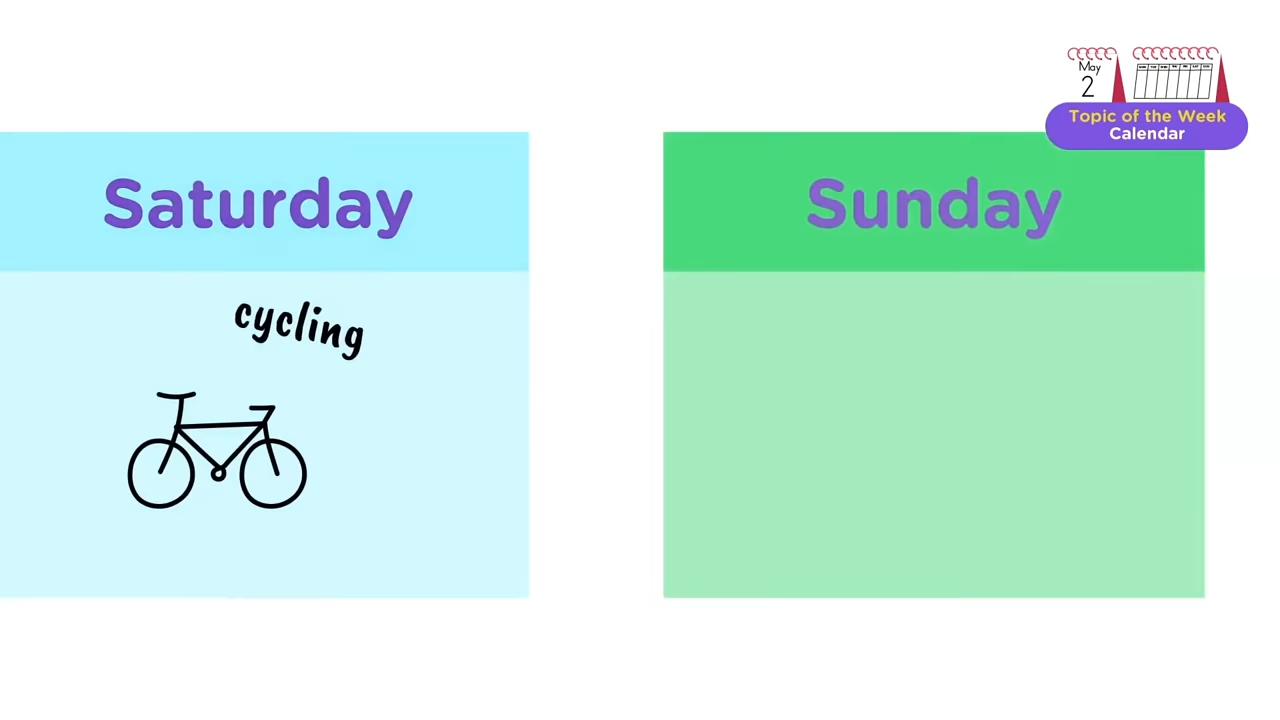 May
2
Topic of the Week
Calendar
Saturday
Sunday
cycling